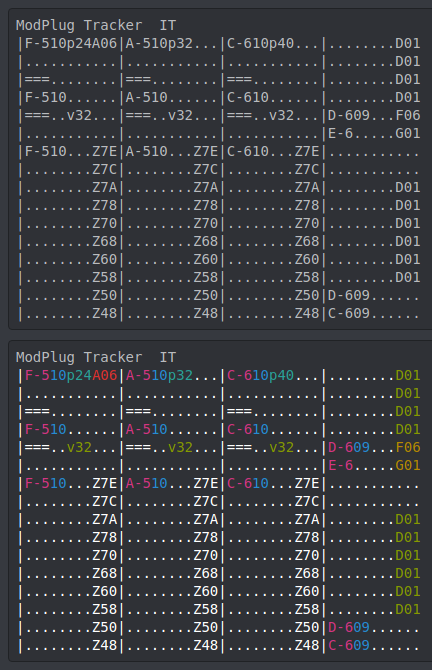 ModPlug Tracker  IT
|F-510p24A06|A-510p32...|C-610p40...|........D01
|...........|...........|...........|........D01
|===........|===........|===........|........D01
|F-510......|A-510......|C-610......|........D01
|===..v32...|===..v32...|===..v32...|D-609...F06
|...........|...........|...........|E-6.....G01
|F-510...Z7E|A-510...Z7E|C-610...Z7E|...........
|........Z7C|........Z7C|........Z7C|...........
|........Z7A|........Z7A|........Z7A|........D01
|........Z78|........Z78|........Z78|........D01
|........Z70|........Z70|........Z70|........D01
|........Z68|........Z68|........Z68|........D01
|........Z60|........Z60|........Z60|........D01
|........Z58|........Z58|........Z58|........D01
|........Z50|........Z50|........Z50|D-609......
|........Z48|........Z48|........Z48|C-609......
ModPlug Tracker  IT
|F-510p24A06|A-510p32...|C-610p40...|........D01
|...........|...........|...........|........D01
|===........|===........|===........|........D01
|F-510......|A-510......|C-610......|........D01
|===..v32...|===..v32...|===..v32...|D-609...F06
|...........|...........|...........|E-6.....G01
|F-510...Z7E|A-510...Z7E|C-610...Z7E|...........
|........Z7C|........Z7C|........Z7C|...........
|........Z7A|........Z7A|........Z7A|........D01
|........Z78|........Z78|........Z78|........D01
|........Z70|........Z70|........Z70|........D01
|........Z68|........Z68|........Z68|........D01
|........Z60|........Z60|........Z60|........D01
|........Z58|........Z58|........Z58|........D01
|........Z50|........Z50|........Z50|D-609......
|........Z48|........Z48|........Z48|C-609......